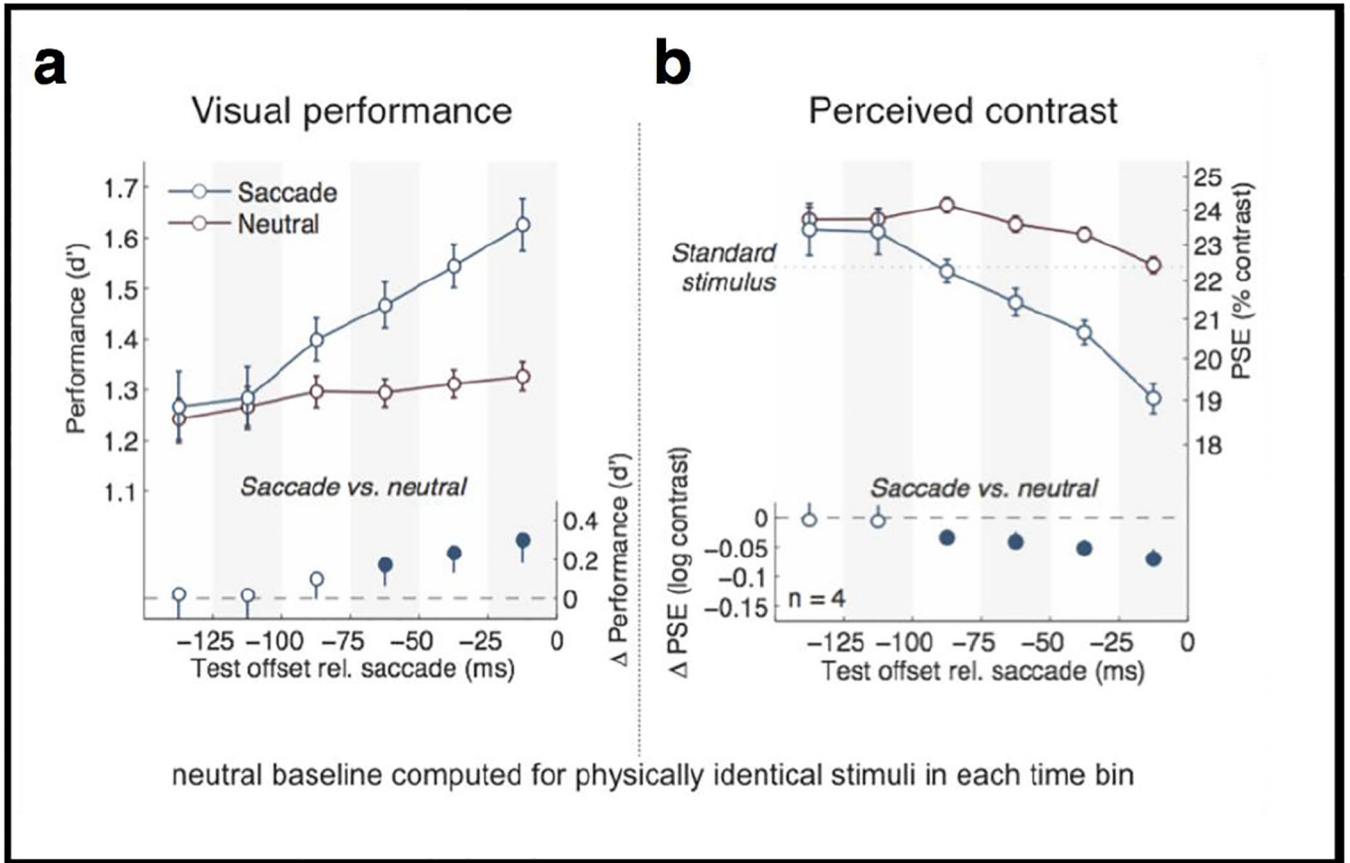 a
Visual performance
1.7
1.6
1.5
1.4
1.3
1.2
1.1
Performance (d')
Saccade
Neutral
Saccade vs. neutral
0.4
0.2
0
Δ Performance (d')
−125 −100 −75 −50 −25 0
Test offset rel. saccade (ms)
b
Perceived contrast
Standard
stimulus
25
24
23
22
21
20
19
18
PSE (% contrast)
Saccade vs. neutral
0
−0.05
−0.1
−0.15
Δ PSE (log contrast)
n = 4
−125 −100 −75 −50 −25 0
Test offset rel. saccade (ms)
neutral baseline computed for physically identical stimuli in each time bin